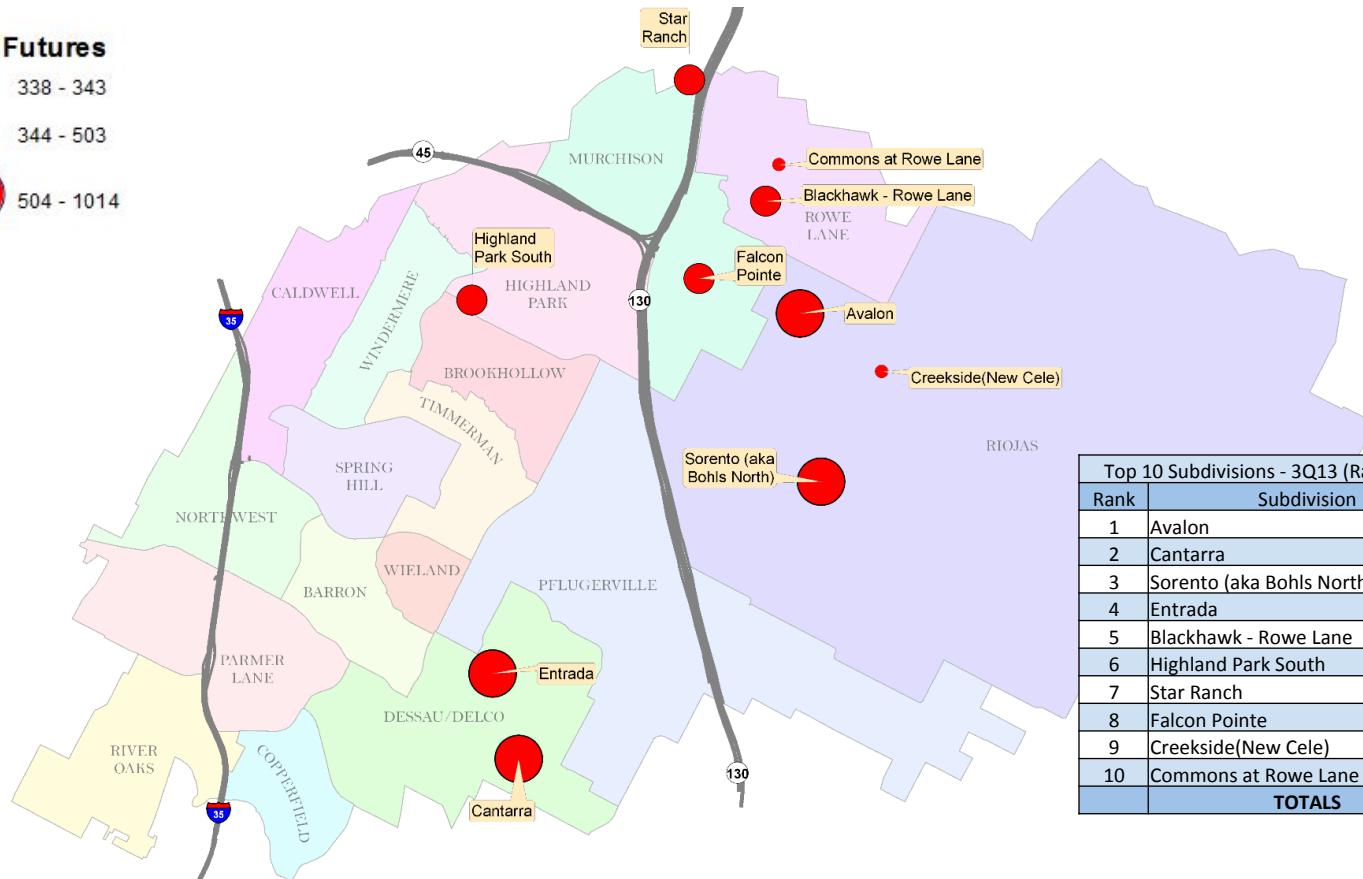 Futures
338 - 343
344 - 503
504 - 1014
Star
Ranch
45
MURCHISON
Commons at Rowe Lane
Blackhawk - Rowe Lane
ROWE
LANE
Highland
Park South
HIGHLAND
PARK
Falcon
Pointe
CALDWELL
WINDERMERE
130
Avalon
35
BROOKHOLLOW
Creekside(New Cele)
TIMMERMAN
RIOJAS
Sorento (aka
Bohls North)
SPRING
HILL
NORTHWEST
WIELAND
BARRON
PFLUGERVILLE
PARMER
LANE
Entrada
DESSAU/DELCO
RIVER
OAKS
COPPERFIELD
130
35
Cantarra
Top 10 Subdivisions - 3Q13 (Ra
Rank Subdivision
1 Avalon
2 Cantarra
3 Sorento (aka Bohls North
4 Entrada
5 Blackhawk - Rowe Lane
6 Highland Park South
7 Star Ranch
8 Falcon Pointe
9 Creekside(New Cele)
10 Commons at Rowe Lane
TOTALS